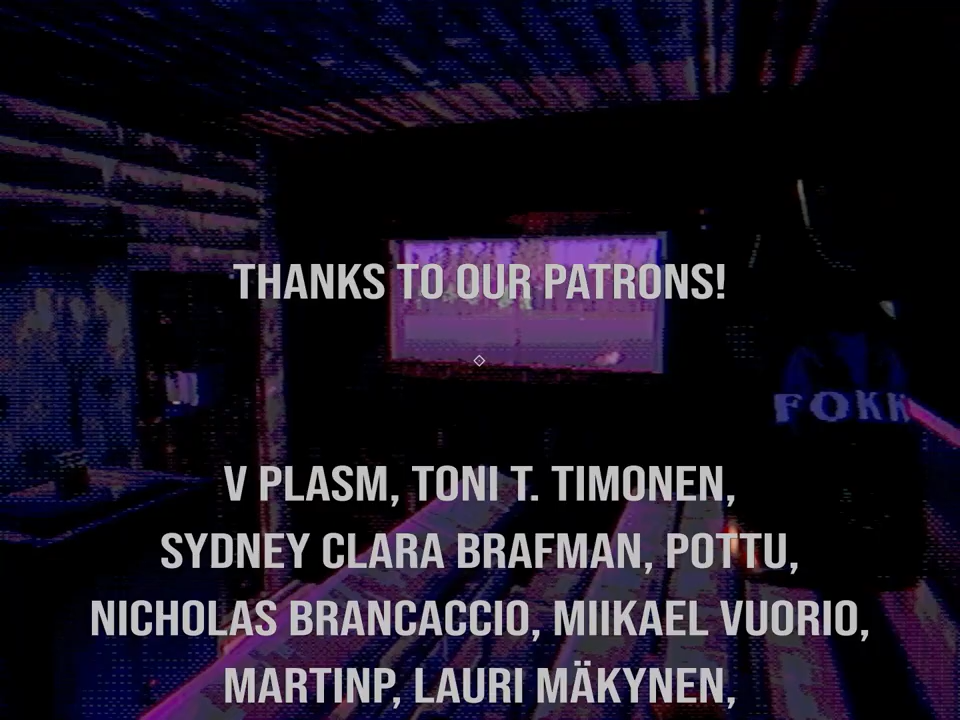 THANKS TO OUR PATRONS!
FOKK
V PLASM, TONI T. TIMONEN,
SYDNEY CLARA BRAFMAN, POTTU,
NICHOLAS BRANCACCIO, MIIKAEL VUORIO,
MARTINP, LAURI MÄKYNEN,